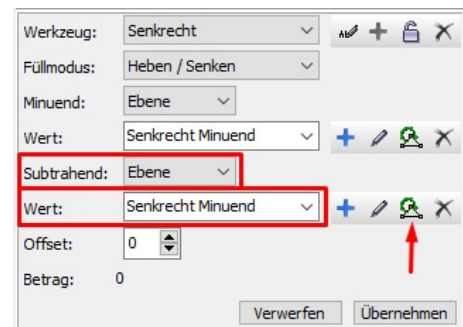 Werkzeug: Senkrecht
Füllmodus: Heben / Senken
Minuend: Ebene
Wert: Senkrecht Minuend
Subtrahend: Ebene
Wert: Senkrecht Minuend
Offset: 0
Betrag: 0
Verwerfen Übernehmen